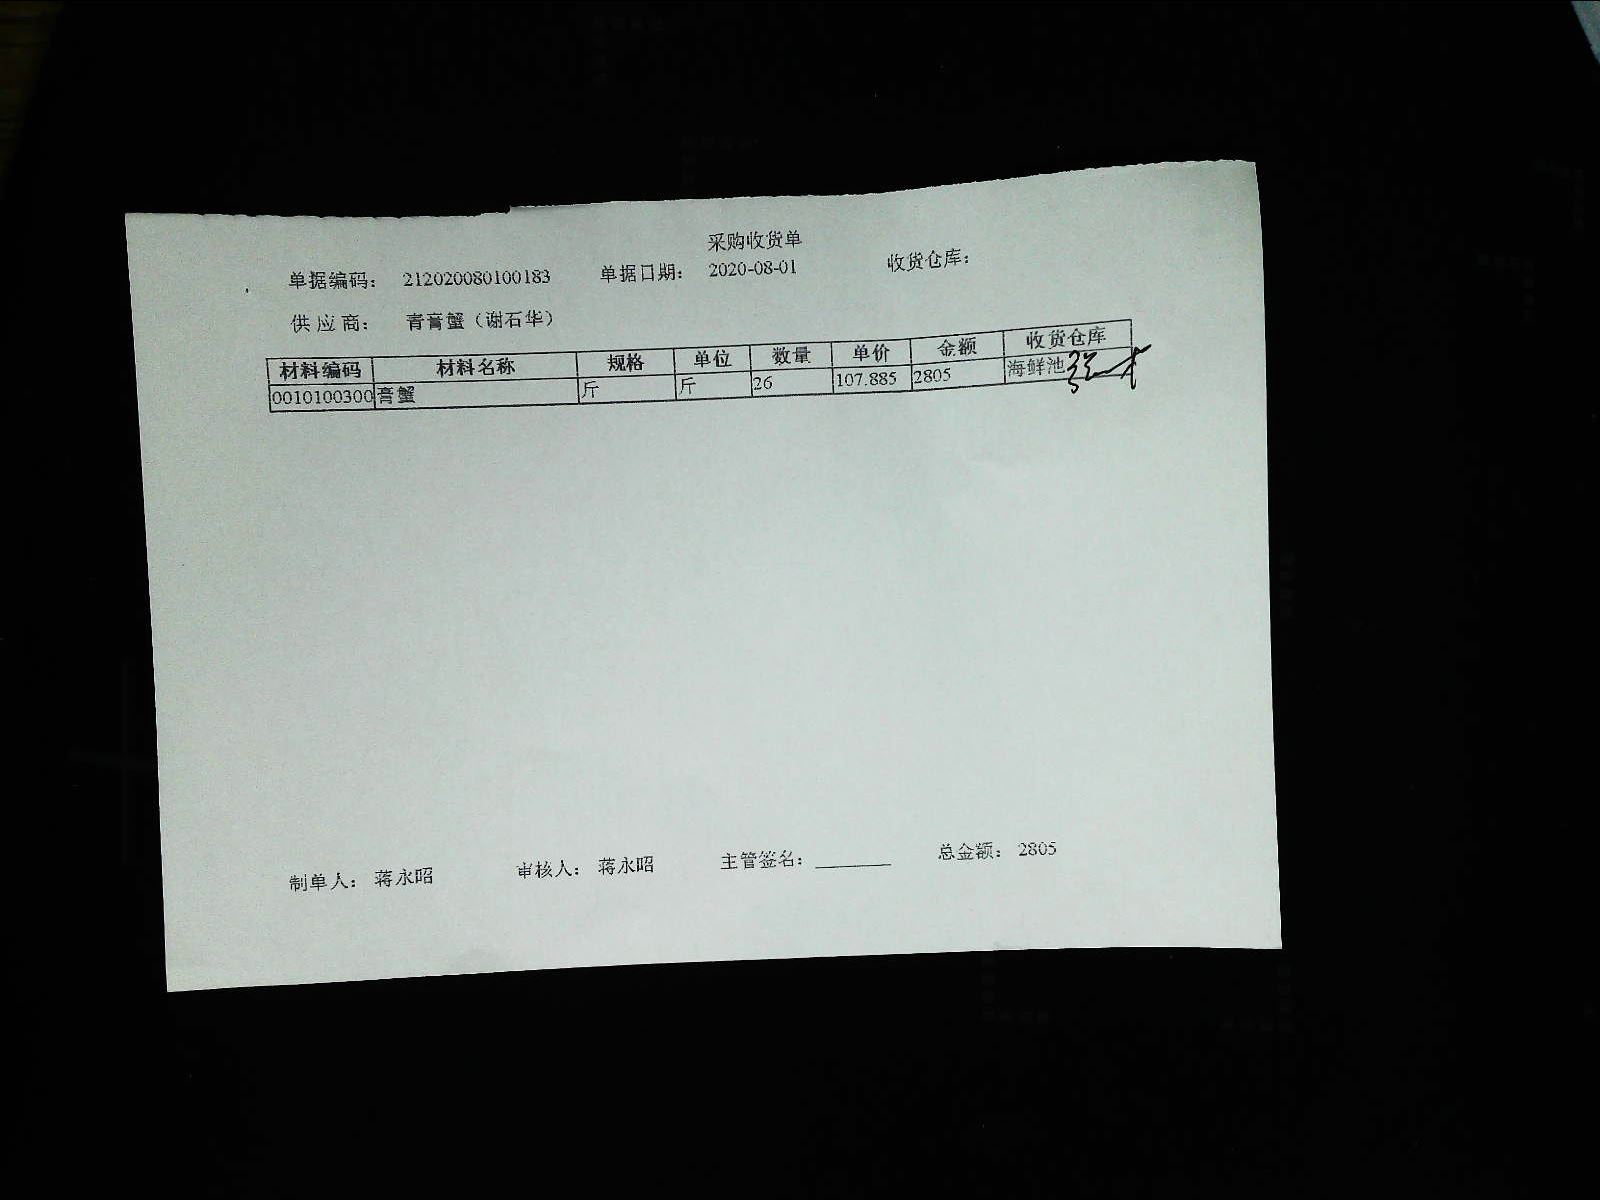 采购收货单
单据编码： 212020080100183 单据日期： 2020-08-01 收货仓库：
供 应 商： 青膏蟹（谢石华）
材料编码 材料名称 规格 单位 数量 单价 金额 收货仓库
0010100300 膏蟹 斤 斤 26 107.885 2805 海鲜池
制单人： 蒋永昭 审核人： 蒋永昭 主管签名： ________ 总金额： 2805